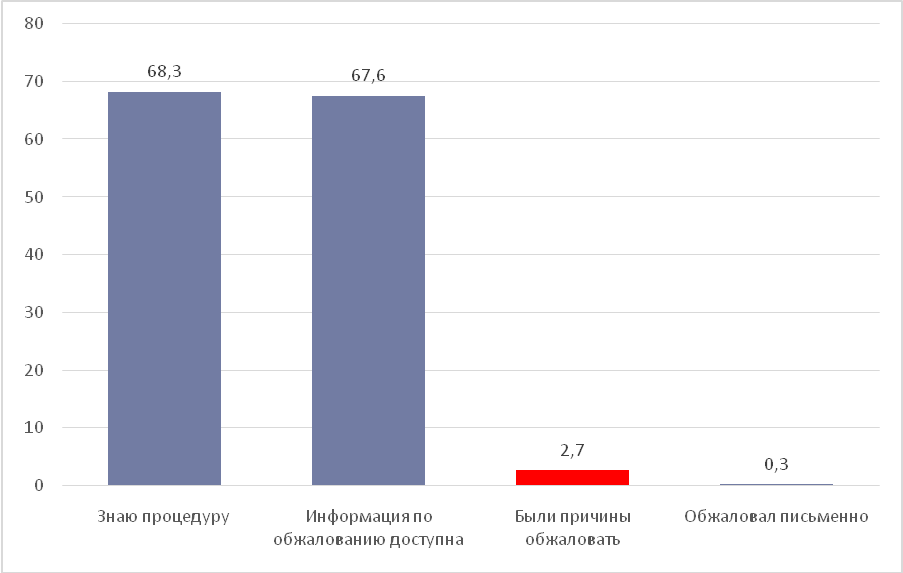 80
70
60
50
40
30
20
10
0
68,3
67,6
2,7
0,3
Знаю процедуру
Информация по
обжалованию доступна
Были причины
обжаловать
Обжаловал письменно